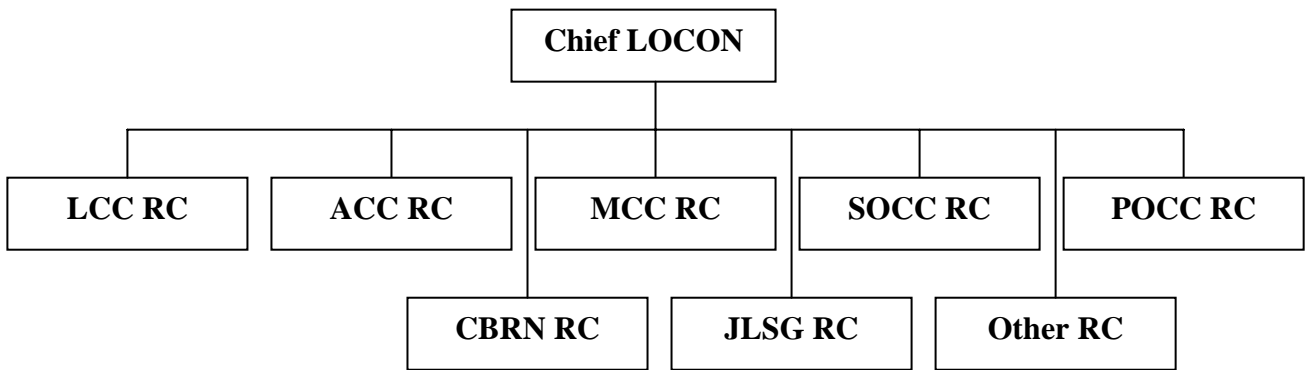 Chief LOCON
LCC RC
ACC RC
MCC RC
SOCC RC
POCC RC
CBRN RC
JLSG RC
Other RC